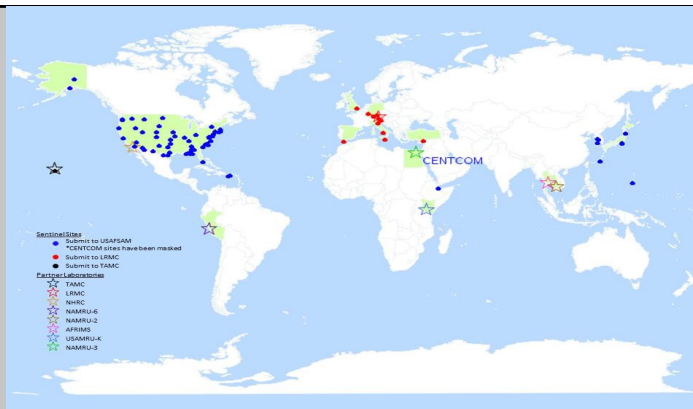 CENTCOM
Sentinel Sites
Submit to USAFSAM
*CENTCOM sites have been masked
Submit to LRMC
Submit to TAMC
Partner Laboratories
TAMC
LRMC
NHRC
NAMRU-6
NAMRU-2
AFRIMS
USAMRU-K
NAMRU-3